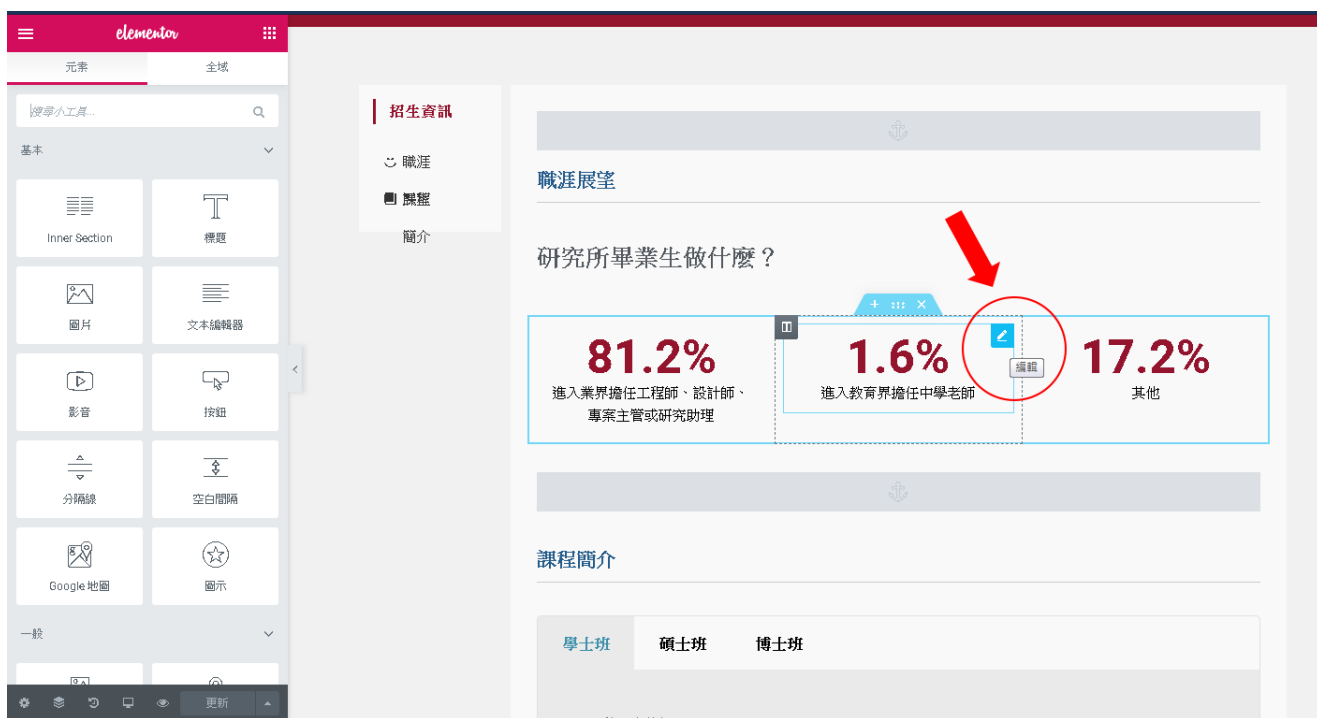 elementor
元素
全域
搜尋小工具...
基本
Inner Section
標題
圖片
文本編輯器
影音
按鈕
分隔線
空白間隔
Google 地圖
圖示
一般
更新
招生資訊
職涯
簡介
職涯展望
研究所畢業生做什麼？
81.2%
進入業界擔任工程師、設計師、
專案主管或研究助理
1.6%
進入教育界擔任中學老師
編輯
17.2%
其他
課程簡介
學士班
碩士班
博士班